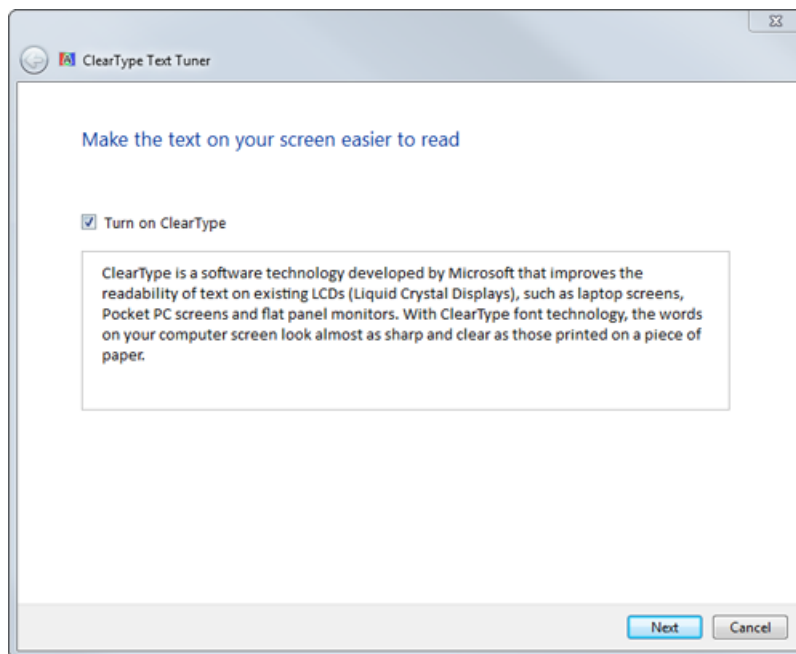 ClearType Text Tuner
Make the text on your screen easier to read
Turn on ClearType
ClearType is a software technology developed by Microsoft that improves the
readability of text on existing LCDs (Liquid Crystal Displays), such as laptop screens,
Pocket PC screens and flat panel monitors. With ClearType font technology, the words
on your computer screen look almost as sharp and clear as those printed on a piece of
paper.
Next Cancel